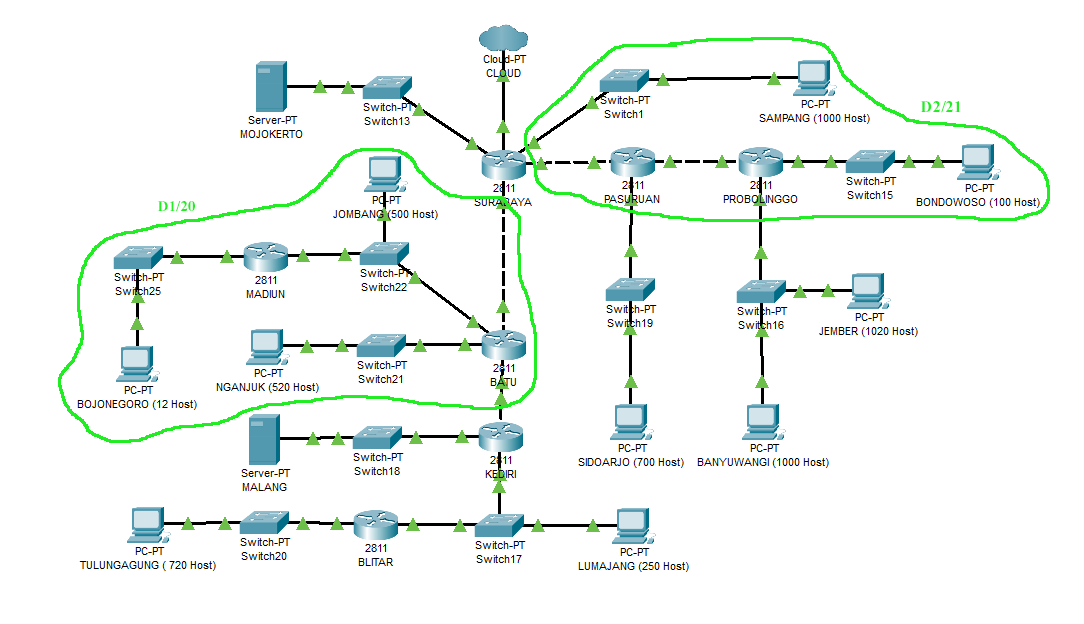 Cloud-PT
CLOUD
Server-PT
MOJOKERTO
Switch-PT
Switch13
Switch-PT
Switch1
PC-PT
SAMPANG (1000 Host)
D2/21
2811
SURABAYA
2811
PASURUAN
2811
PROBOLINGGO
Switch-PT
Switch15
PC-PT
BONDOWOSO (100 Host)
D1/20
PC-PT
JOMBANG (500 Host)
Switch-PT
Switch25
2811
MADIUN
Switch-PT
Switch22
Switch-PT
Switch19
Switch-PT
Switch16
PC-PT
JEMBER (1020 Host)
PC-PT
BOJONEGORO (12 Host)
PC-PT
NGANJUK (520 Host)
Switch-PT
Switch21
2811
BATU
Server-PT
MALANG
Switch-PT
Switch18
2811
KEDIRI
PC-PT
SIDOARJO (700 Host)
PC-PT
BANYUWANGI (1000 Host)
PC-PT
TULUNGAGUNG ( 720 Host)
Switch-PT
Switch20
2811
BLITAR
Switch-PT
Switch17
PC-PT
LUMAJANG (250 Host)